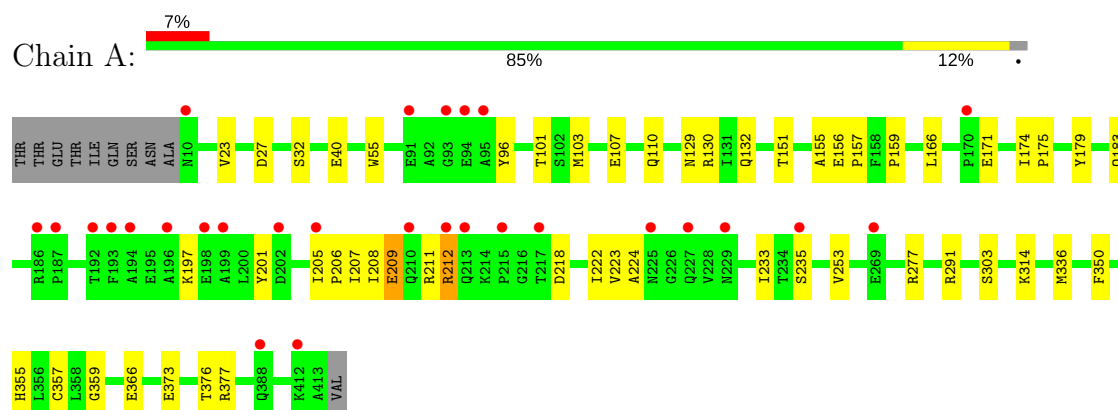 7%
Chain A:
85% 12% •
THR THR GLU THR ILE GLN SER ASN ALA N10 V23 D27 S32 E40 W55 E91 A92 G93 E94 A95 Y96 T101 S102 M103 E107 Q110 N129 R130 I131 Q132 T151 A155 E156 P157 F158 P159 L166 P170 E171 I174 P175 Y179
R186 P187 T192 F193 A194 E195 A196 K197 E198 A199 L200 Y201 D202 I205 P206 I207 I208 E209 Q210 R211 R212 Q213 K214 P215 G216 T217 D218 I222 V223 A224 N225 G226 Q227 V228 N229 I233 T234 S235 V253 E269 R277 R291 S303 K314 M336 F350
H355 L356 C357 L358 G359 E366 E373 T376 R377 Q388 K412 A413 VAL